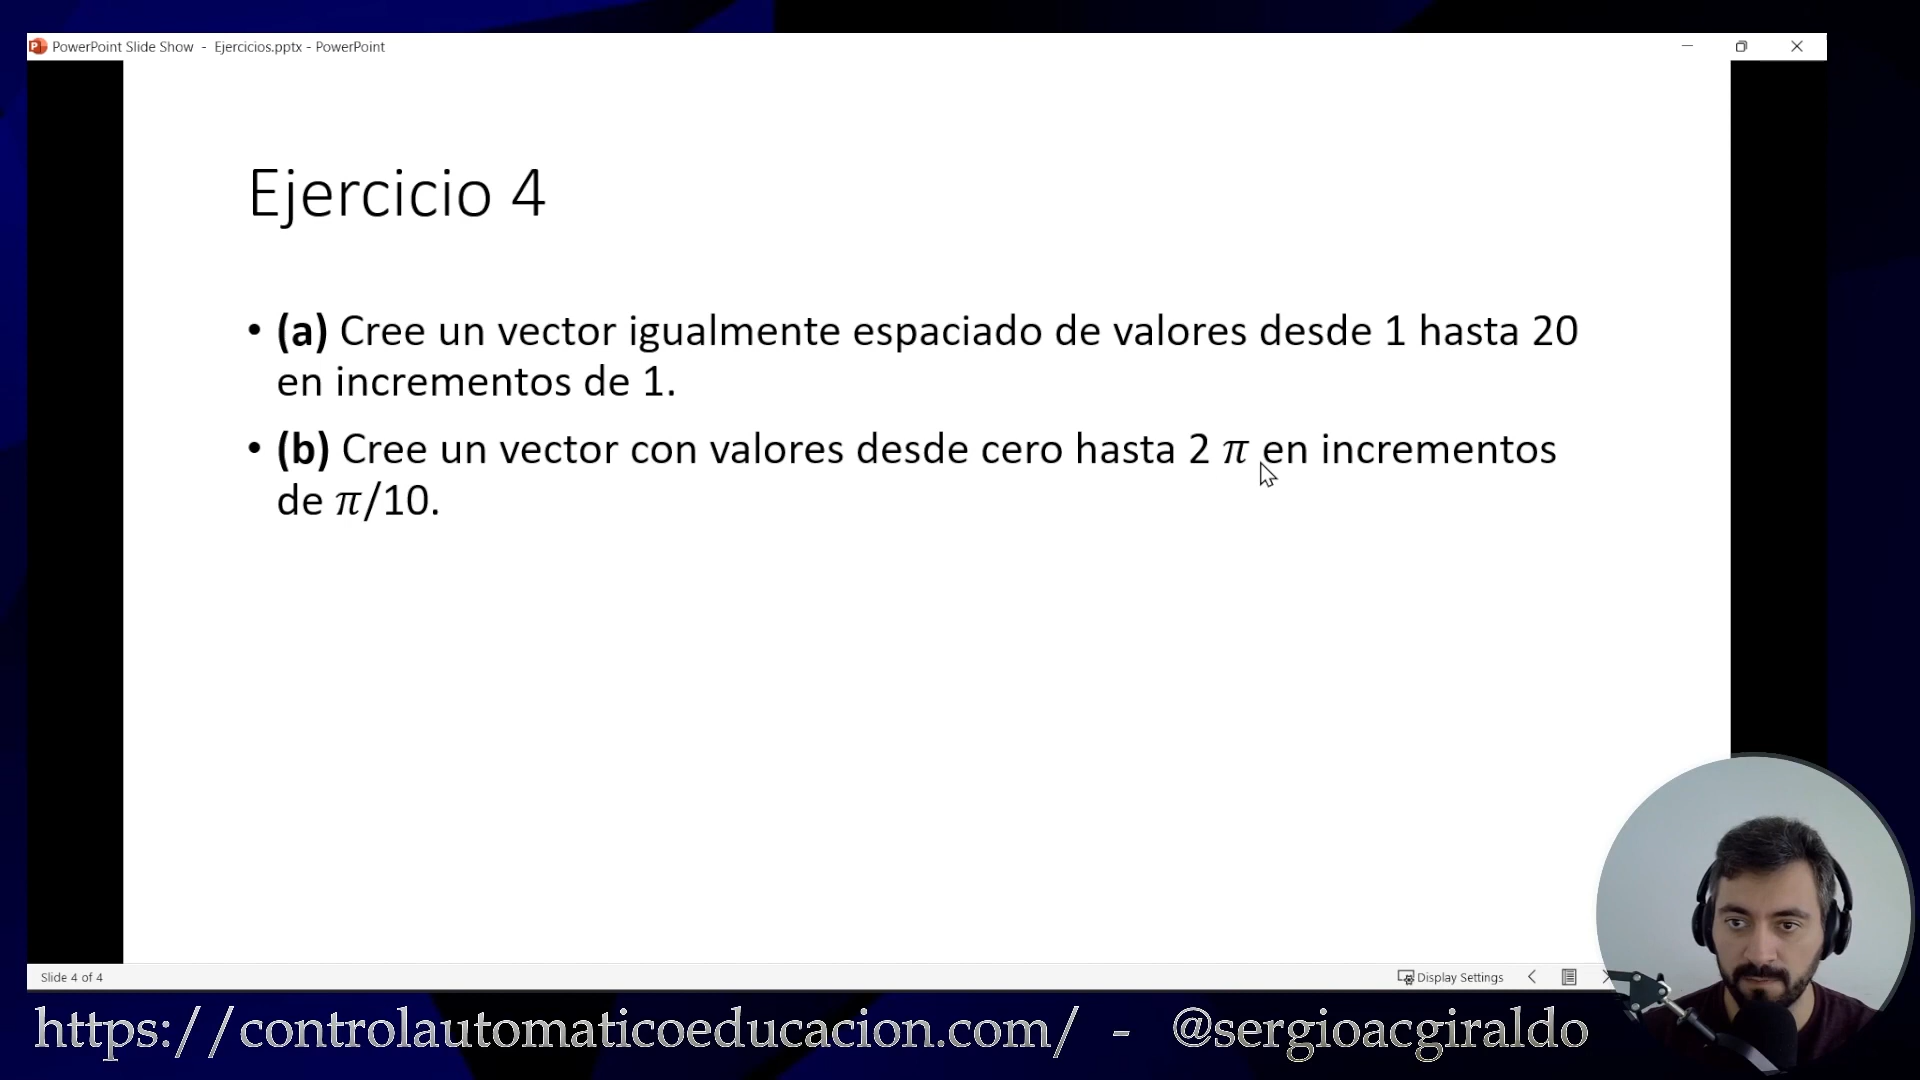 PowerPoint Slide Show - Ejercicios.pptx - PowerPoint
Ejercicio 4
• (a) Cree un vector igualmente espaciado de valores desde 1 hasta 20
en incrementos de 1.
• (b) Cree un vector con valores desde cero hasta 2 π en incrementos
de π/10.
Slide 4 of 4
Display Settings
https://controlautomaticoeducacion.com/ - @sergioacgiraldo